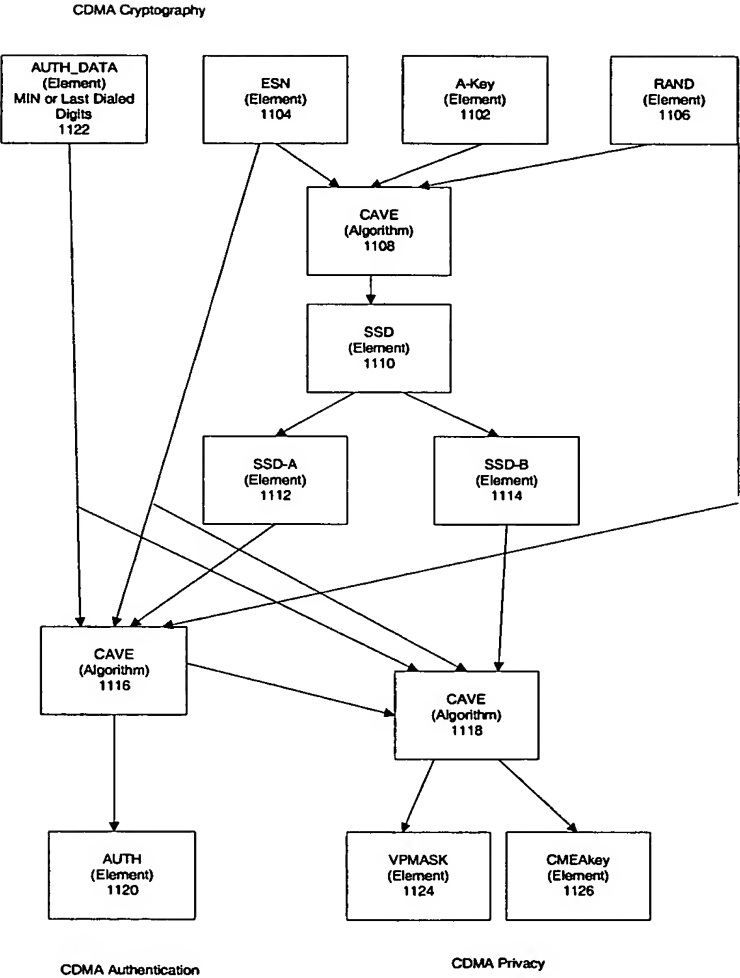 CDMA Cryptography
AUTH_DATA
(Element)
MIN or Last Dialed
Digits
1122
ESN
(Element)
1104
A-Key
(Element)
1102
RAND
(Element)
1106
CAVE
(Algorithm)
1108
SSD
(Element)
1110
SSD-A
(Element)
1112
SSD-B
(Element)
1114
CAVE
(Algorithm)
1116
CAVE
(Algorithm)
1118
AUTH
(Element)
1120
VPMASK
(Element)
1124
CMEAkey
(Element)
1126
CDMA Authentication
CDMA Privacy